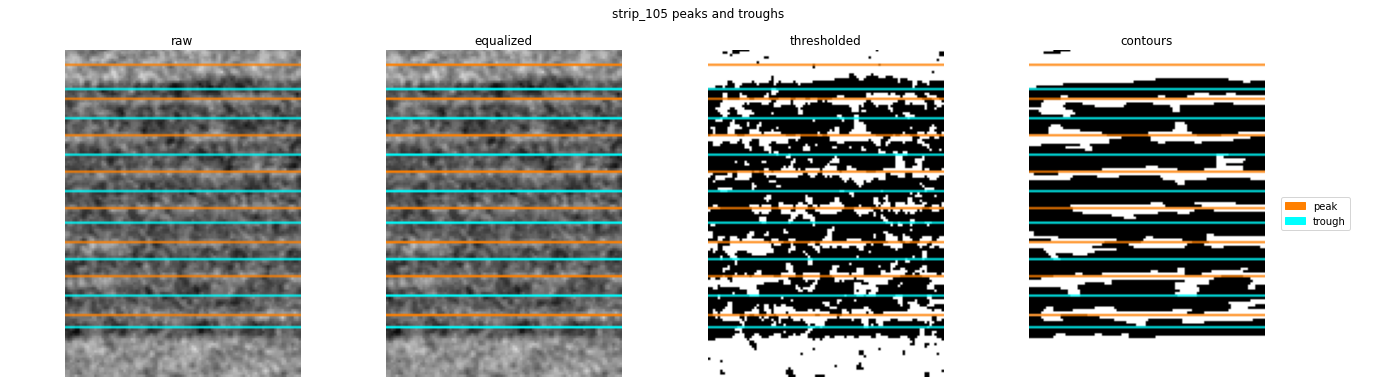 strip_105 peaks and troughs
raw
equalized
thresholded
contours
peak
trough